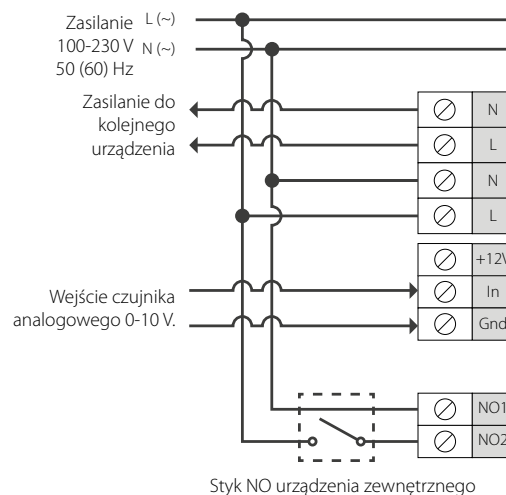 Zasilanie
100-230 V
50 (60) Hz
L (~)
N (~)
Zasilanie do
kolejnego
urządzenia
N
L
N
L
+12V
In
Gnd
Wejście czujnika
analogowego 0-10 V.
NO1
NO2
Styk NO urządzenia zewnętrznego